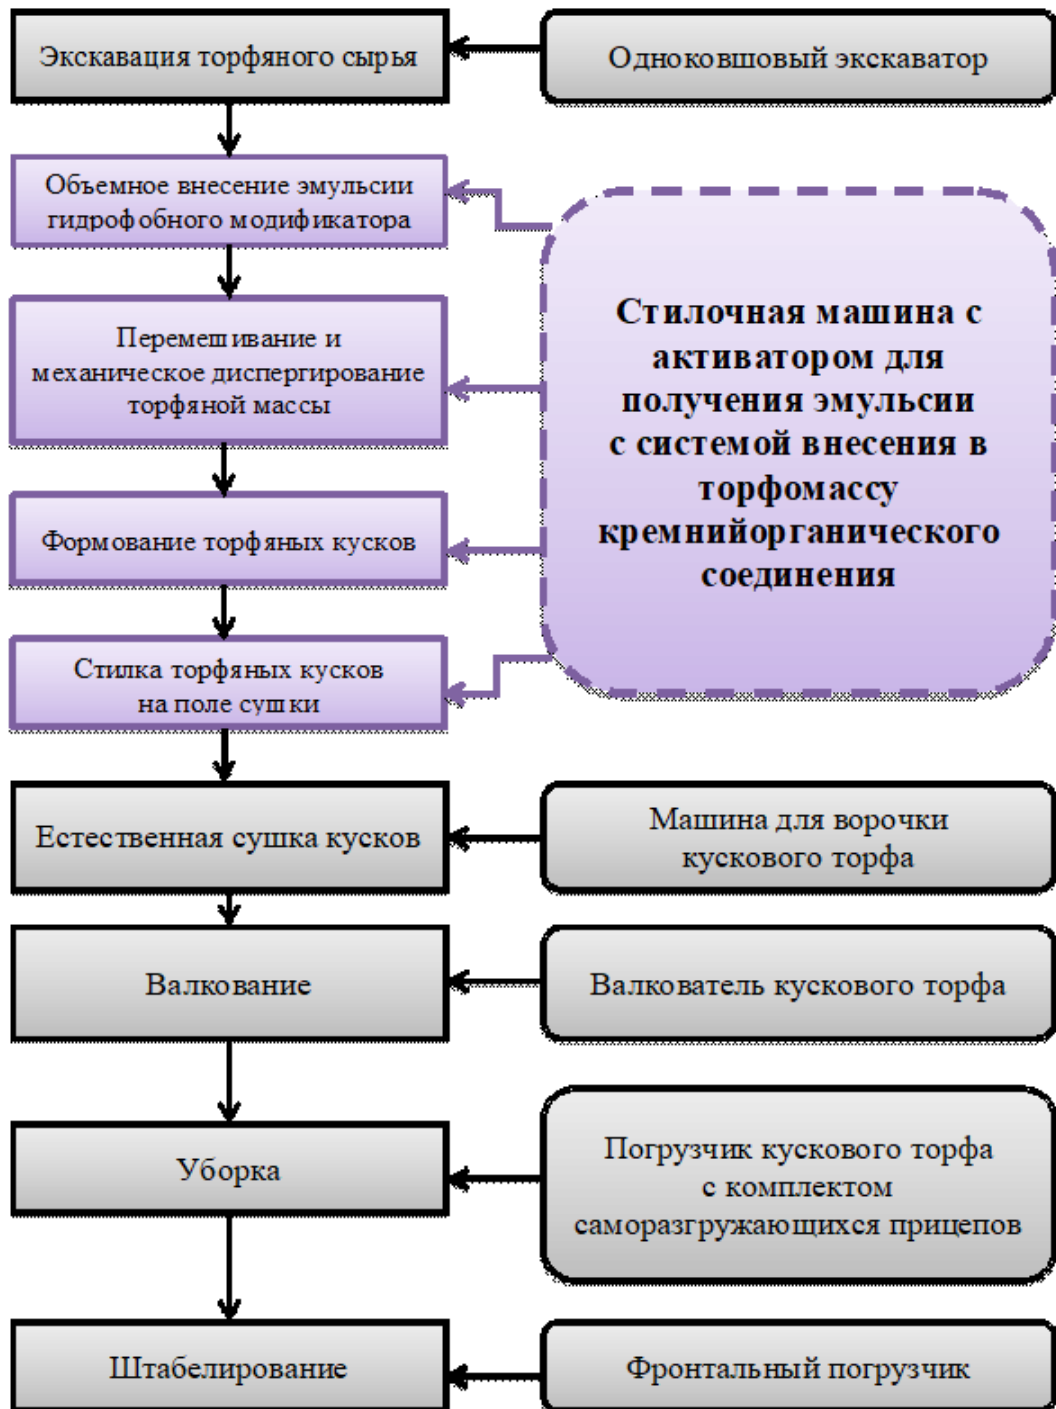 Экскавация торфяного сырья
Одноковшовый экскаватор
Объемное внесение эмульсии
гидрофобного модификатора
Перемешивание и
механическое диспергирование
торфяной массы
Формование торфяных кусков
Стилка торфяных кусков
на поле сушки
Стилочная машина с
активатором для
получения эмульсии
с системой внесения в
торфомассу
кремнийорганического
соединения
Естественная сушка кусков
Машина для ворочки
кускового торфа
Валкование
Валкователь кускового торфа
Уборка
Погрузчик кускового торфа
с комплектом
саморазгружающихся прицепов
Штабелирование
Фронтальный погрузчик